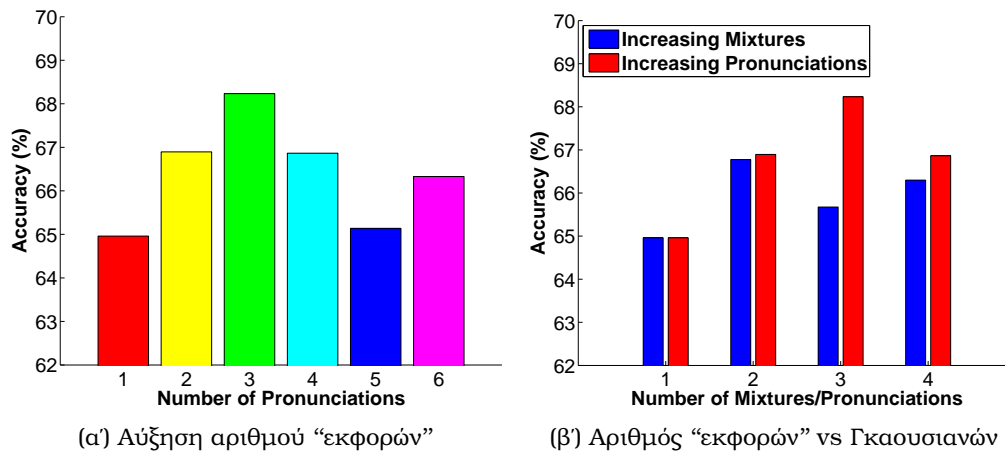 70
69
68
67
66
65
64
63
62
Accuracy (%)
1 2 3 4 5 6
Number of Pronunciations
(α') Αύξηση αριθμού “εκφορών”
70
69
68
67
66
65
64
63
62
Accuracy (%)
Increasing Mixtures
Increasing Pronunciations
1 2 3 4
Number of Mixtures/Pronunciations
(β') Αριθμός “εκφορών” vs Γκαουσιανών